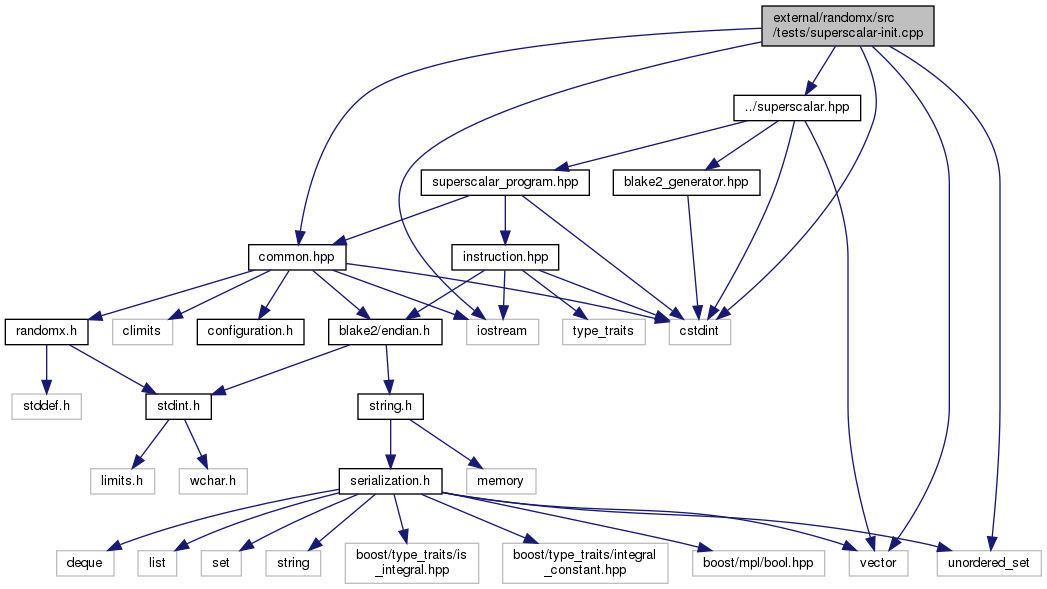 external/randomx/src
/tests/superscalar-init.cpp
../superscalar.hpp
superscalar_program.hpp
blake2_generator.hpp
common.hpp
instruction.hpp
randomx.h
climits
configuration.h
blake2/endian.h
iostream
type_traits
cstdint
stddef.h
stdint.h
string.h
limits.h
wchar.h
serialization.h
memory
deque
list
set
string
boost/type_traits/is
_integral.hpp
boost/type_traits/integral
_constant.hpp
boost/mpl/bool.hpp
vector
unordered_set